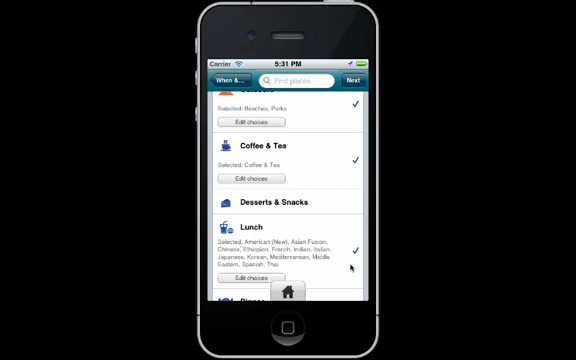 Carrier 5:31 PM
When &... Find places Next
Selected: Beaches, Parks
Edit choices
Coffee & Tea
Selected: Coffee & Tea
Edit choices
Desserts & Snacks
Lunch
Selected: American (New), Asian Fusion,
Chinese, Ethiopian, French, Indian, Italian,
Japanese, Korean, Mediterranean, Middle
Eastern, Spanish, Thai
Edit choices